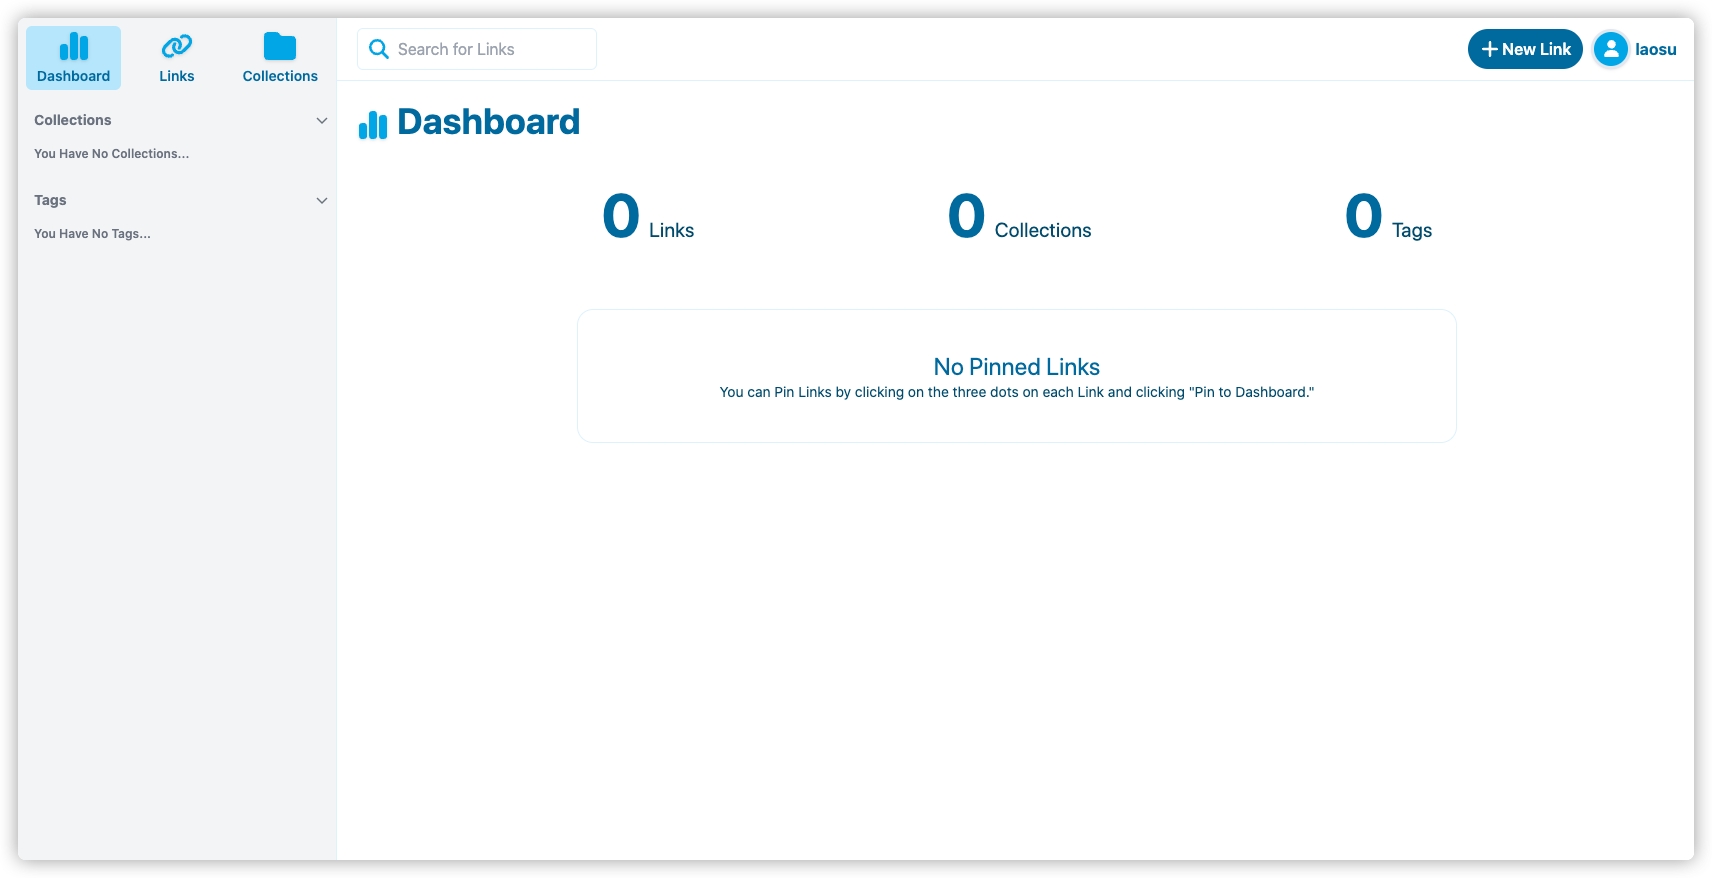 Dashboard
Links
Collections
Collections
You Have No Collections...
Tags
You Have No Tags...
Search for Links
New Link
laosu
Dashboard
0 Links
0 Collections
0 Tags
No Pinned Links
You can Pin Links by clicking on the three dots on each Link and clicking "Pin to Dashboard."